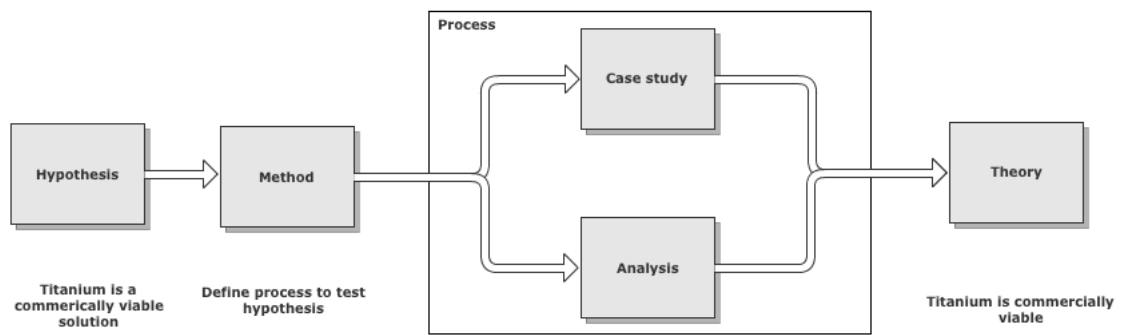 Process
Case study
Hypothesis
Method
Theory
Analysis
Titanium is a
commerically viable
solution
Define process to test
hypothesis
Titanium is commercially
viable